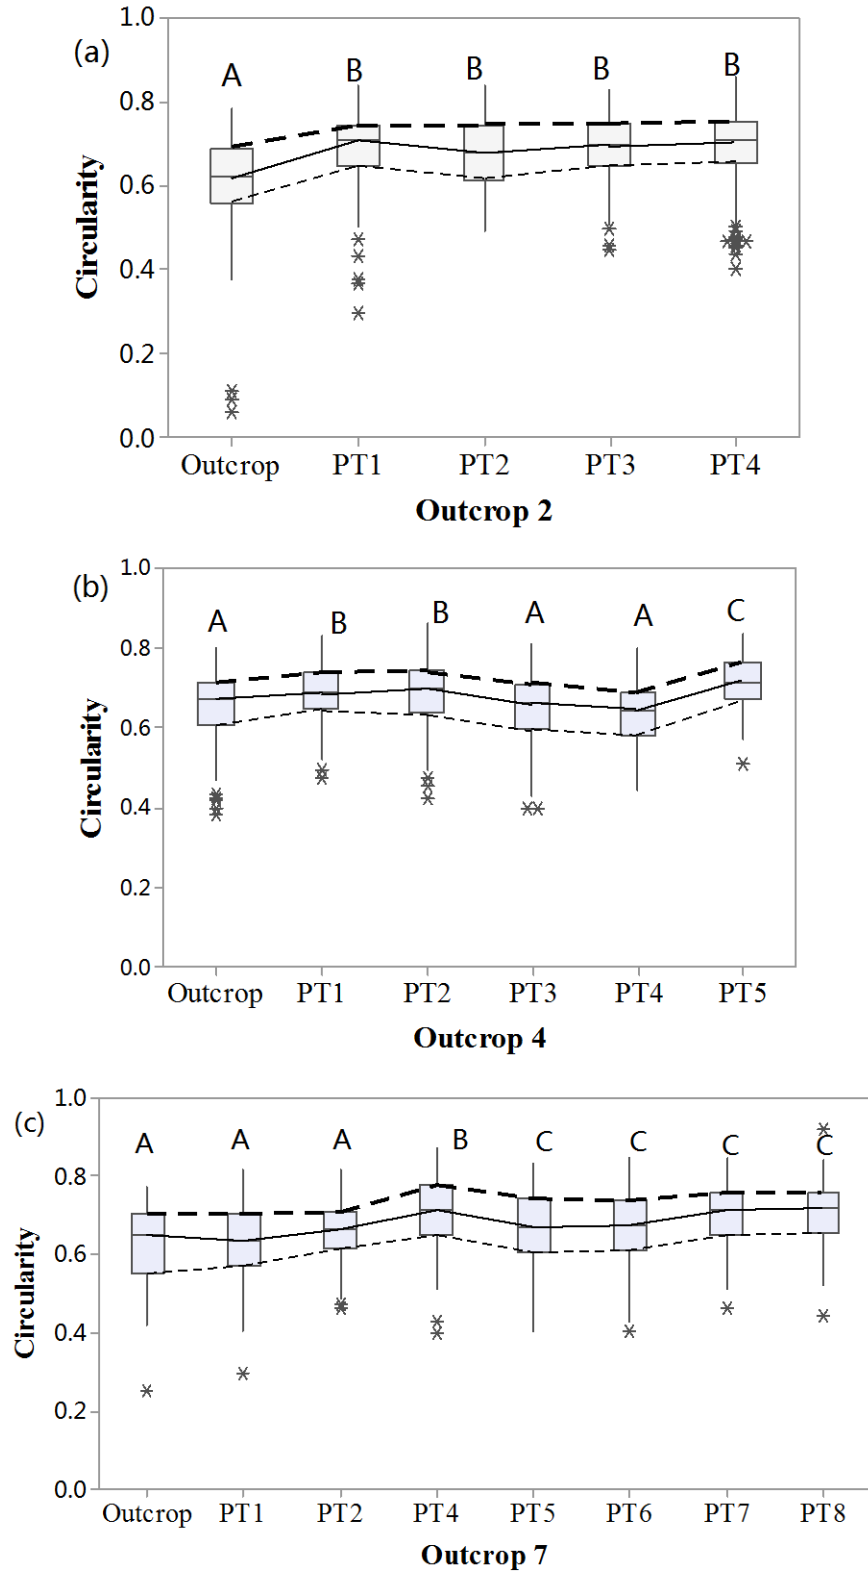 (a)
1.0
0.8
0.6
0.4
0.2
0.0
Circularity
A B B B B
Outcrop PT1 PT2 PT3 PT4
Outcrop 2
(b)
1.0
0.8
0.6
0.4
0.2
0.0
Circularity
A B B A A C
Outcrop PT1 PT2 PT3 PT4 PT5
Outcrop 4
(c)
1.0
0.8
0.6
0.4
0.2
0.0
Circularity
A A A B C C C C
Outcrop PT1 PT2 PT4 PT5 PT6 PT7 PT8
Outcrop 7